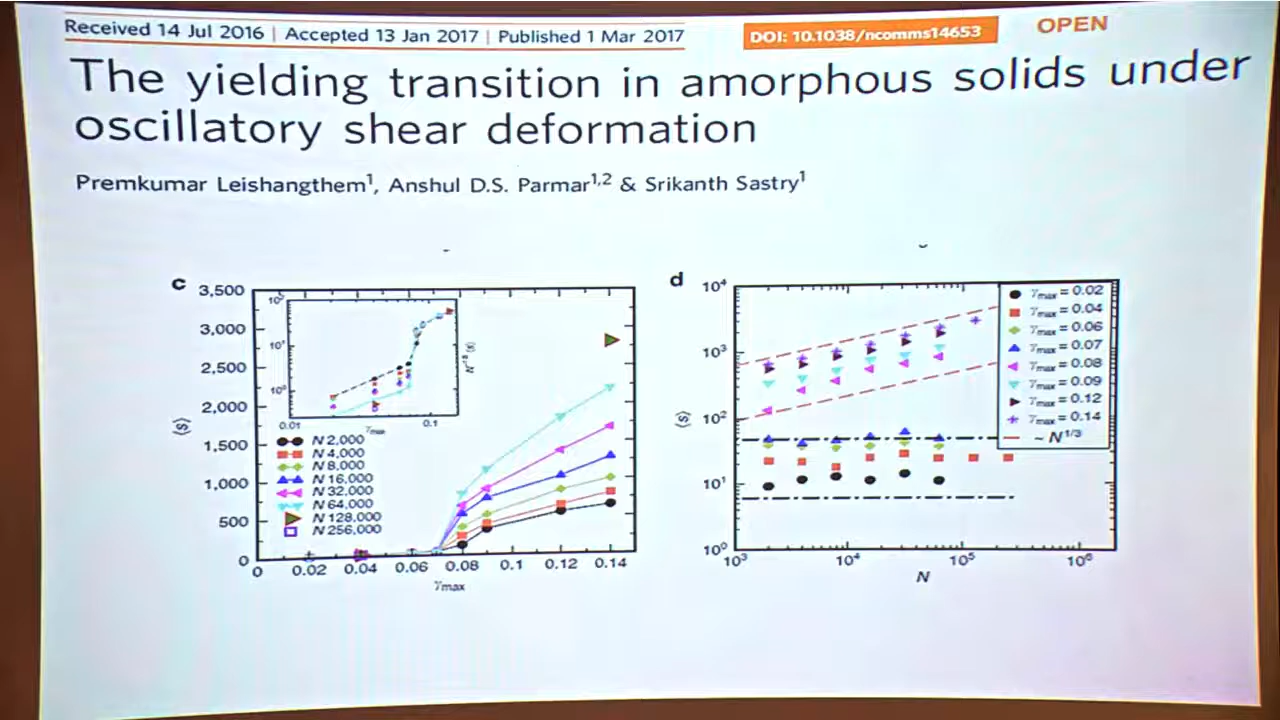 Received 14 Jul 2016 | Accepted 13 Jan 2017 | Published 1 Mar 2017
DOI: 10.1038/ncomms14653
OPEN
The yielding transition in amorphous solids under
oscillatory shear deformation
Premkumar Leishangthem¹, Anshul D.S. Parmar¹,² & Srikanth Sastry¹
c
3,500
3,000
2,500
2,000
1,500
1,000
500
0
⟨s⟩
0 0.02 0.04 0.06 0.08 0.1 0.12 0.14
γmax
0.01 0.1
γmax
N 2,000
N 4,000
N 8,000
N 16,000
N 32,000
N 64,000
N 128,000
N 256,000
d
10⁴
10³
10²
10¹
10⁰
⟨s⟩
10³ 10⁴ 10⁵ 10⁶
N
γmax = 0.02
γmax = 0.04
γmax = 0.06
γmax = 0.07
γmax = 0.08
γmax = 0.09
γmax = 0.12
γmax = 0.14
~ N¹/³